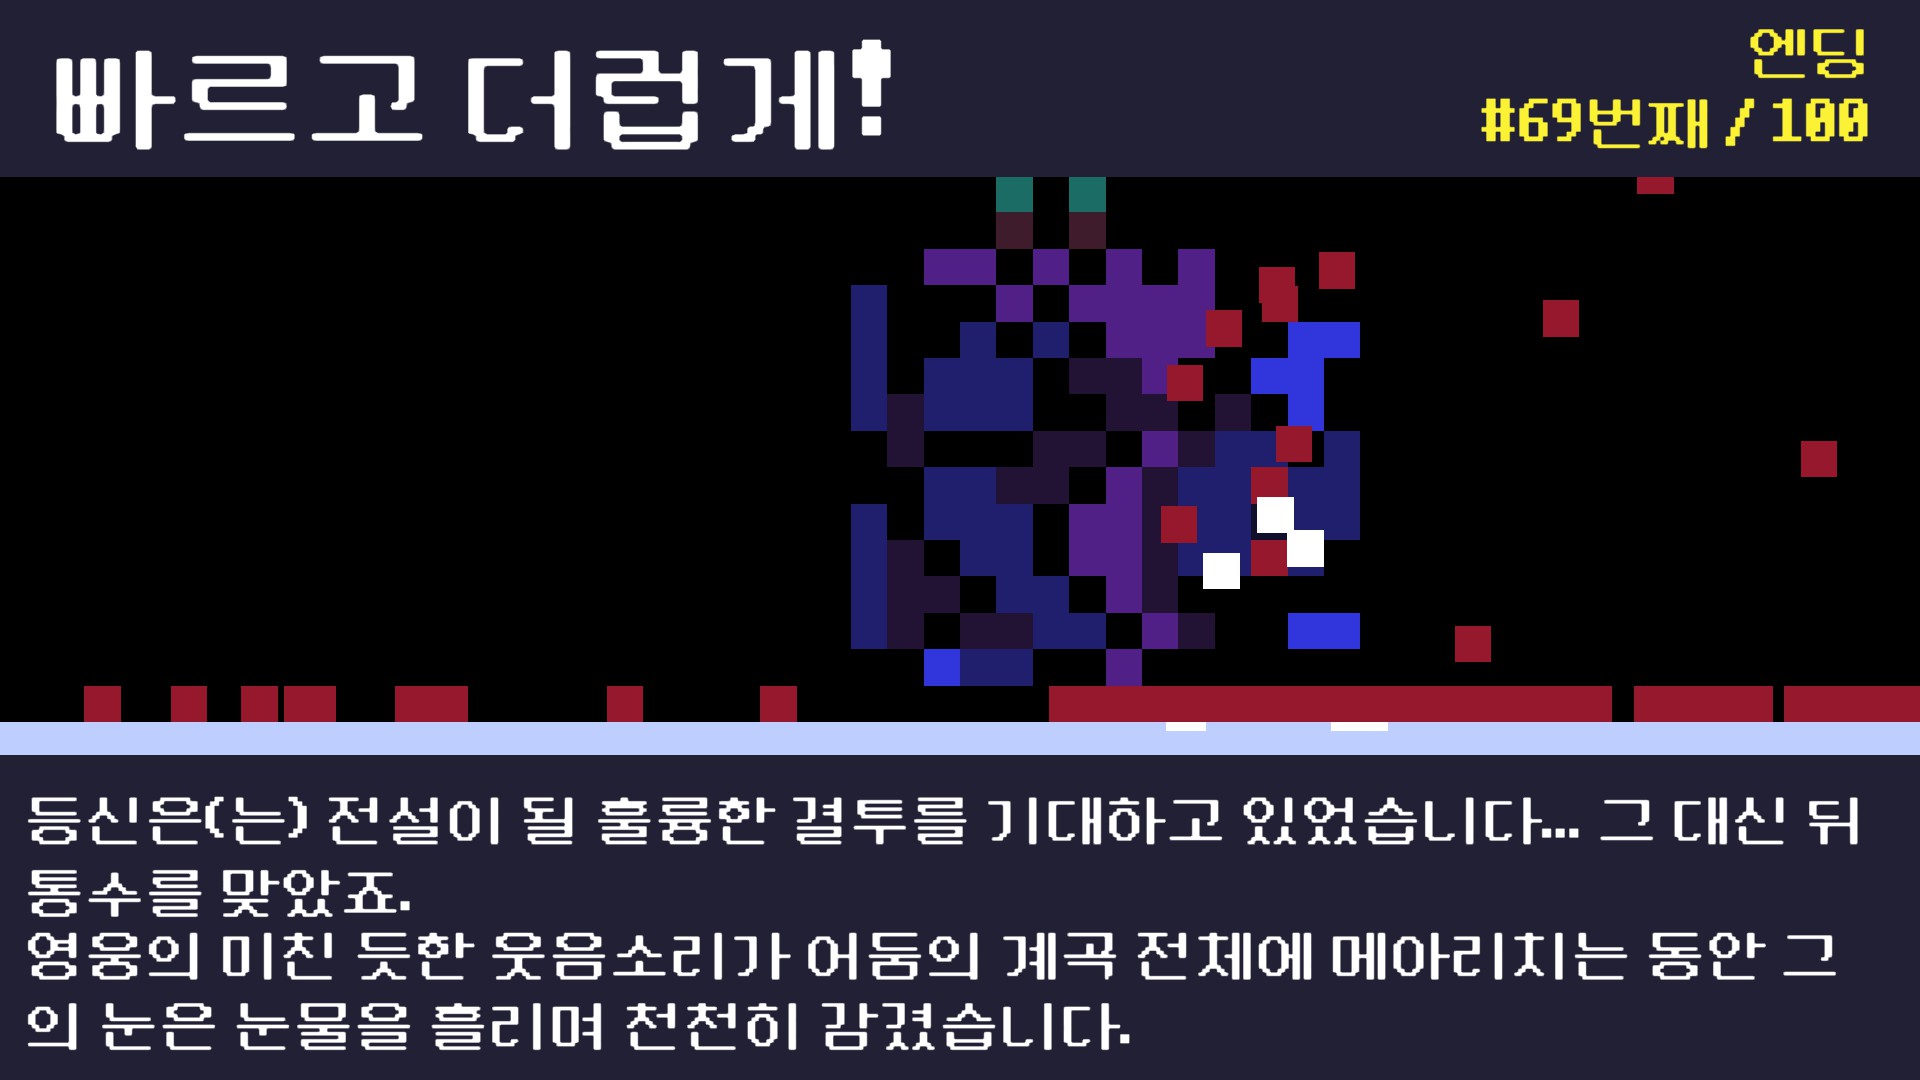 빠르고 더럽게!
엔딩
#69번째 / 100
등신은(는) 전설이 될 훌륭한 결투를 기대하고 있었습니다... 그 대신 뒤
통수를 맞았죠.
영웅의 미친 듯한 웃음소리가 어둠의 계곡 전체에 메아리치는 동안 그
의 눈은 눈물을 흘리며 천천히 감겼습니다.